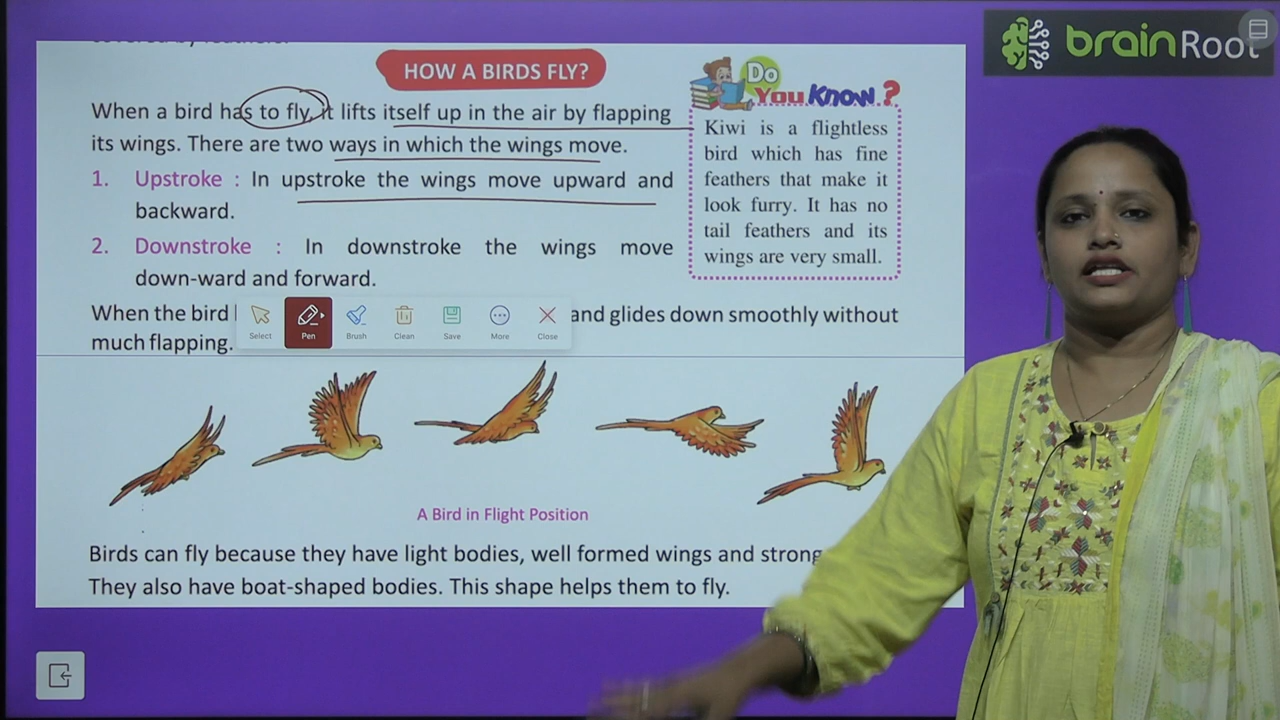 brainRoot
HOW A BIRDS FLY?
When a bird has to fly, it lifts itself up in the air by flapping
its wings. There are two ways in which the wings move.
1. Upstroke : In upstroke the wings move upward and
backward.
2. Downstroke : In downstroke the wings move
down-ward and forward.
When the bird and glides down smoothly without
much flapping.
Do
You Know ?
Kiwi is a flightless
bird which has fine
feathers that make it
look furry. It has no
tail feathers and its
wings are very small.
Select Pen Brush Clean Save More Close
A Bird in Flight Position
Birds can fly because they have light bodies, well formed wings and strong
They also have boat-shaped bodies. This shape helps them to fly.